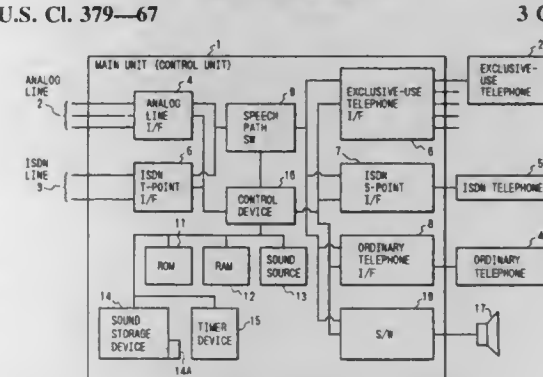 U.S. Cl. 379—67
3 C
1
MAIN UNIT (CONTROL UNIT)
ANALOG
LINE
2
4
ANALOG
LINE
I/F
9
SPEECH
PATH
SW
EXCLUSIVE-USE
TELEPHONE
I/F
6
2
EXCLUSIVE-
USE
TELEPHONE
ISDN
LINE
3
6
ISDN
T-POINT
I/F
16
CONTROL
DEVICE
7
ISDN
S-POINT
I/F
5
ISDN TELEPHONE
11
ROM
RAM
12
SOUND
SOURCE
13
8
ORDINARY
TELEPHONE
I/F
4
ORDINARY
TELEPHONE
14
SOUND
STORAGE
DEVICE
14A
TIMER
DEVICE
15
19
S/W
17